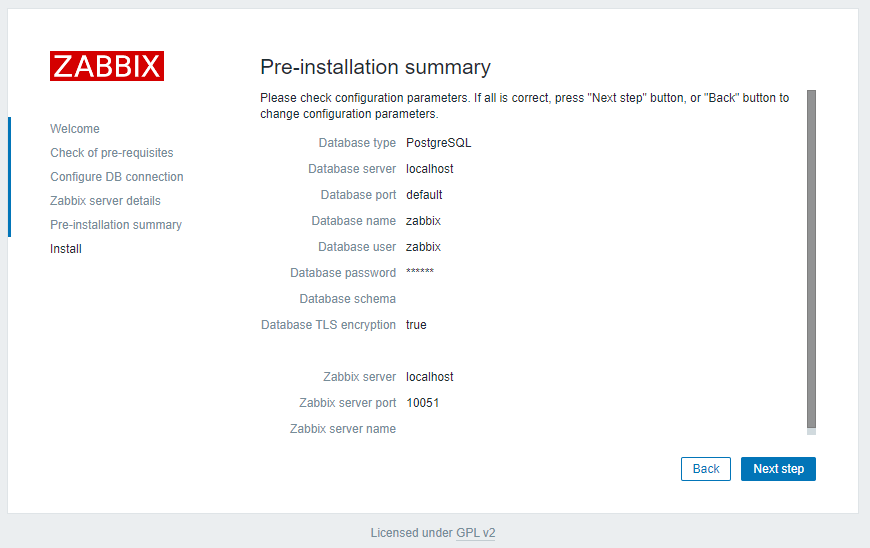 ZABBIX
Welcome
Check of pre-requisites
Configure DB connection
Zabbix server details
Pre-installation summary
Install
Pre-installation summary
Please check configuration parameters. If all is correct, press "Next step" button, or "Back" button to
change configuration parameters.
Database type PostgreSQL
Database server localhost
Database port default
Database name zabbix
Database user zabbix
Database password ******
Database schema
Database TLS encryption true
Zabbix server localhost
Zabbix server port 10051
Zabbix server name
Back Next step
Licensed under GPL v2